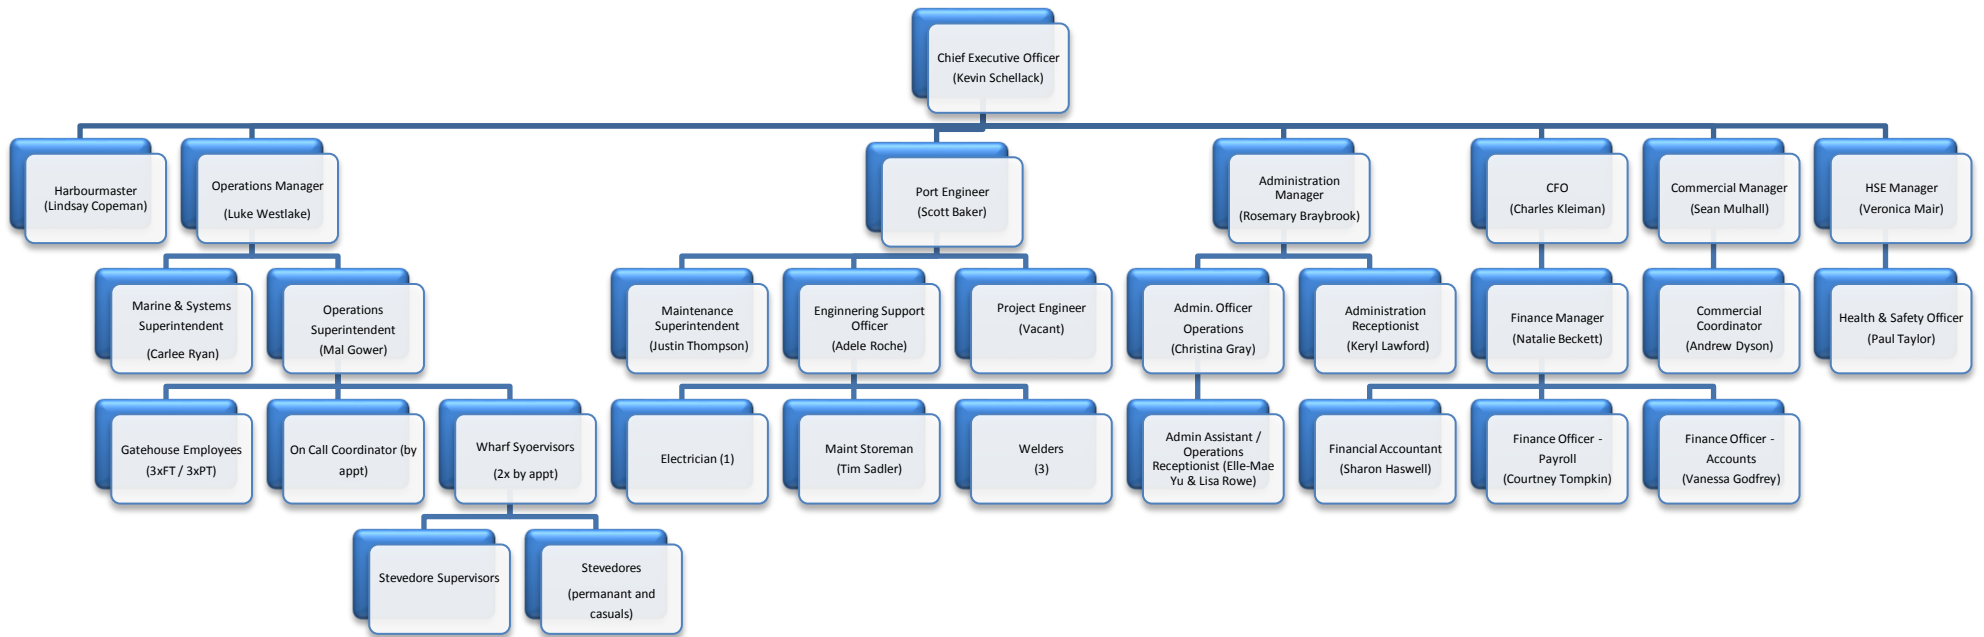 Chief Executive Officer
(Kevin Schellack)
Harbourmaster
(Lindsay Copeman)
Operations Manager
(Luke Westlake)
Port Engineer
(Scott Baker)
Administration
Manager
(Rosemary Braybrook)
CFO
(Charles Kleiman)
Commercial Manager
(Sean Mulhall)
HSE Manager
(Veronica Mair)
Marine & Systems
Superintendent
(Carlee Ryan)
Operations
Superintendent
(Mal Gower)
Maintenance
Superintendent
(Justin Thompson)
Enginnering Support
Officer
(Adele Roche)
Project Engineer
(Vacant)
Admin. Officer
Operations
(Christina Gray)
Administration
Receptionist
(Keryl Lawford)
Finance Manager
(Natalie Beckett)
Commercial
Coordinator
(Andrew Dyson)
Health & Safety Officer
(Paul Taylor)
Gatehouse Employees
(3xFT / 3xPT)
On Call Coordinator (by
appt)
Wharf Syoervisors
(2x by appt)
Electrician (1)
Maint Storeman
(Tim Sadler)
Welders
(3)
Admin Assistant /
Operations
Receptionist (Elle-Mae
Yu & Lisa Rowe)
Financial Accountant
(Sharon Haswell)
Finance Officer -
Payroll
(Courtney Tompkin)
Finance Officer -
Accounts
(Vanessa Godfrey)
Stevedore Supervisors
Stevedores
(permanant and
casuals)